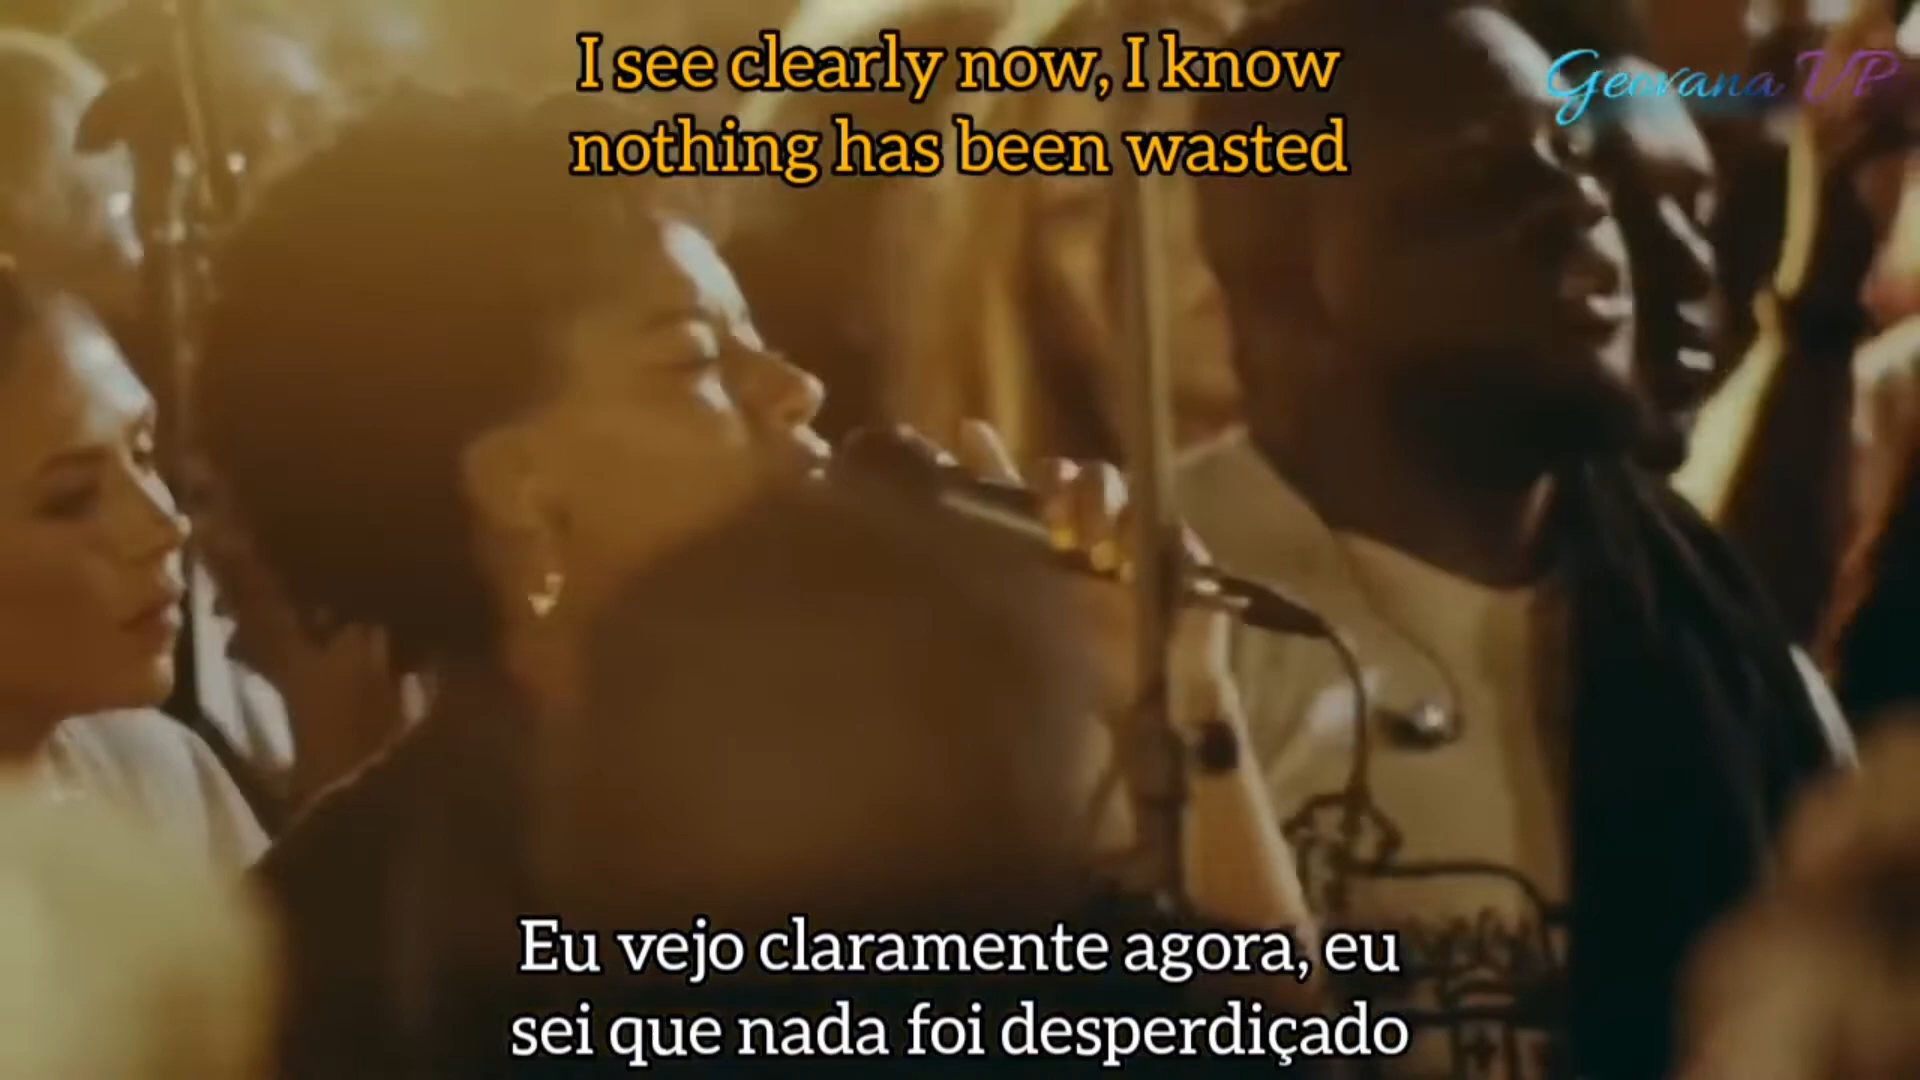 I see clearly now, I know
nothing has been wasted
Geovana VP
Eu vejo claramente agora, eu
sei que nada foi desperdiçado